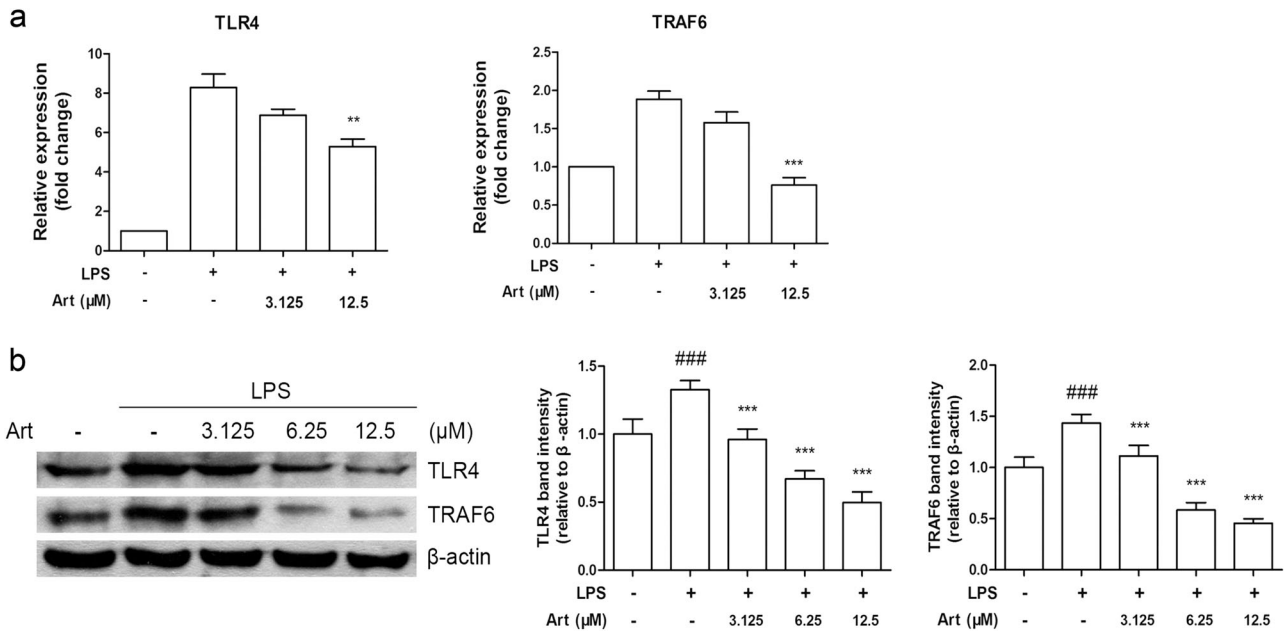 a
TLR4
Relative expression
(fold change)
10
8
6
4
2
0
**
LPS - + + +
Art (µM) - - 3.125 12.5
TRAF6
Relative expression
(fold change)
2.5
2.0
1.5
1.0
0.5
0.0
***
LPS - + + +
Art (µM) - - 3.125 12.5
b
LPS
Art - - 3.125 6.25 12.5 (µM)
TLR4
TRAF6
β-actin
TLR4 band intensity
(relative to β -actin)
1.5
1.0
0.5
0.0
### *** *** ***
LPS - + + + +
Art (µM) - - 3.125 6.25 12.5
TRAF6 band intensity
(relative to β-actin)
2.0
1.5
1.0
0.5
0.0
### *** *** ***
LPS - + + + +
Art (µM) - - 3.125 6.25 12.5